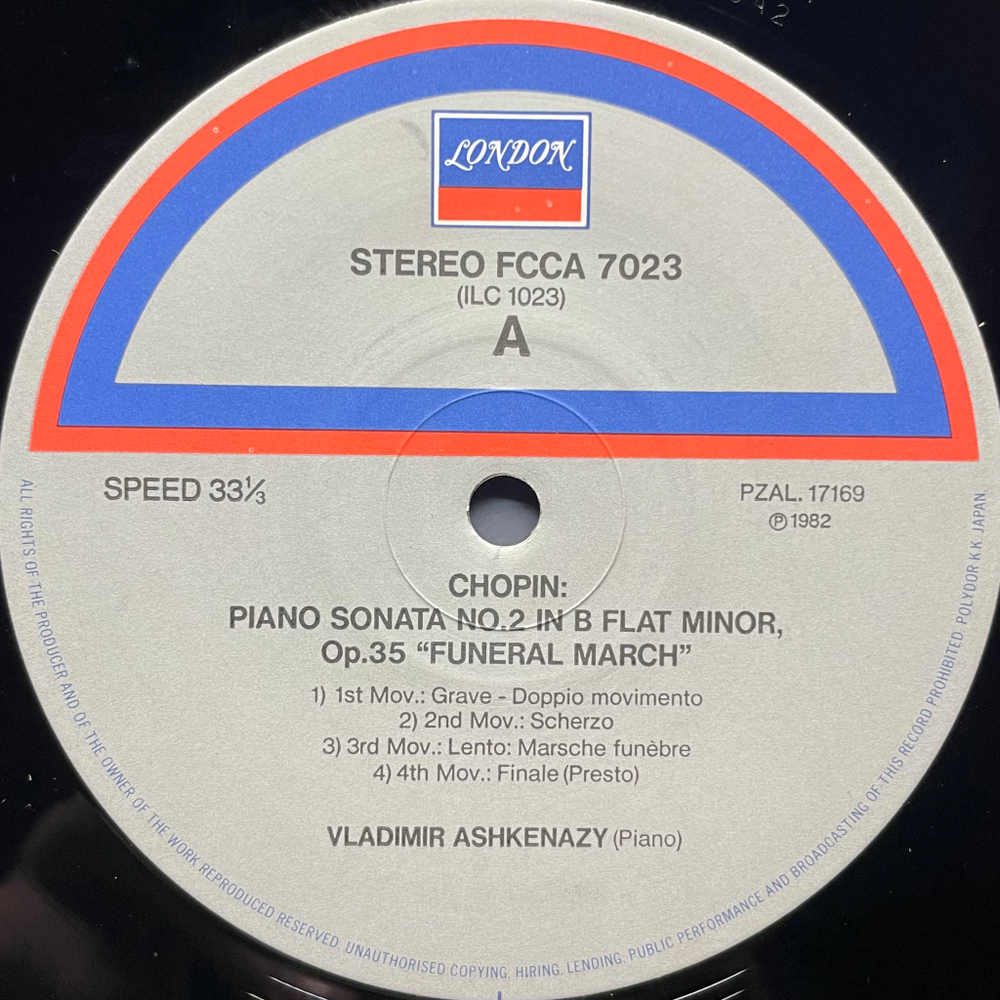 LONDON
STEREO FCCA 7023
(ILC 1023)
A
SPEED 33⅓
PZAL. 17169
℗ 1982
CHOPIN:
PIANO SONATA NO.2 IN B FLAT MINOR,
Op.35 “FUNERAL MARCH”
1) 1st Mov.: Grave – Doppio movimento
2) 2nd Mov.: Scherzo
3) 3rd Mov.: Lento: Marsche funèbre
4) 4th Mov.: Finale (Presto)
VLADIMIR ASHKENAZY (Piano)
ALL RIGHTS OF THE PRODUCER AND OF THE OWNER OF THE WORK REPRODUCED RESERVED. UNAUTHORISED COPYING, HIRING, LENDING, PUBLIC PERFORMANCE AND BROADCASTING OF THIS RECORD PROHIBITED. POLYDOR K.K. JAPAN.